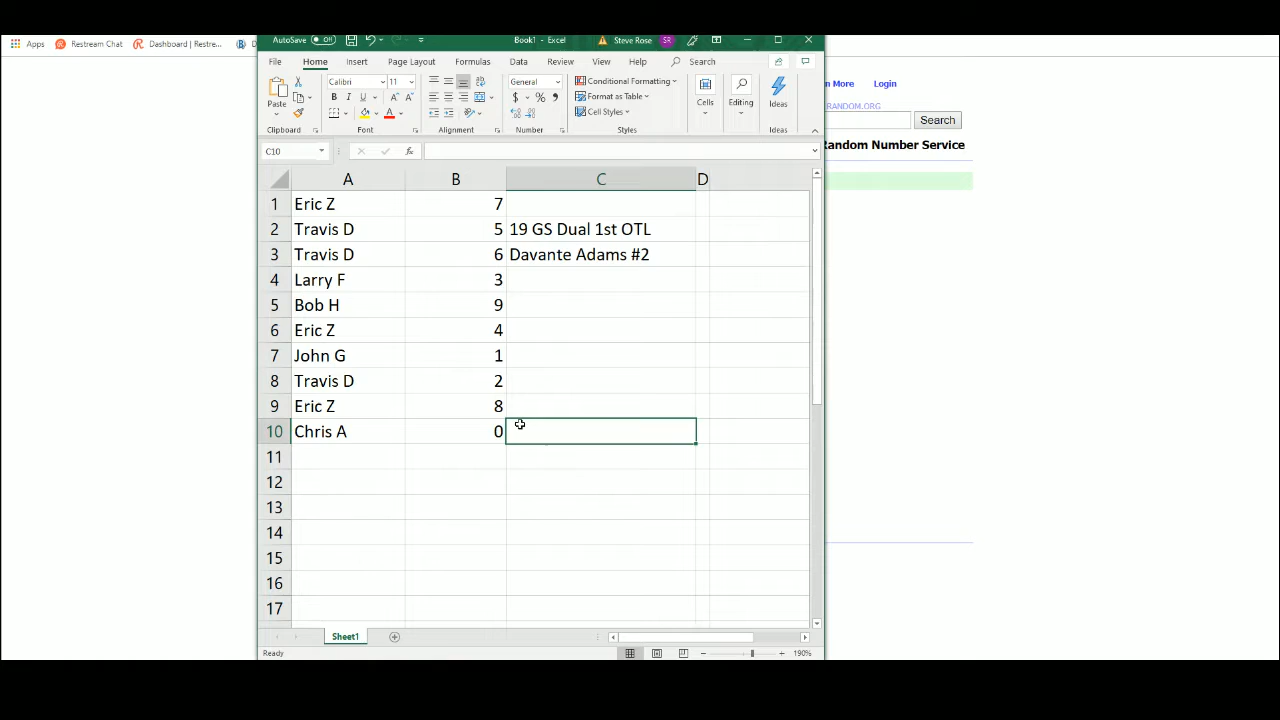 Apps Restream Chat Dashboard | Restre...
AutoSave Off Book1 - Excel Steve Rose SR
File Home Insert Page Layout Formulas Data Review View Help Search
Paste Calibri 11 General Conditional Formatting Cells Editing Ideas
B I U A A $ % Format as Table
Cell Styles
Clipboard Font Alignment Number Styles Ideas
C10 fx
A B C D
1 Eric Z 7
2 Travis D 5 19 GS Dual 1st OTL
3 Travis D 6 Davante Adams #2
4 Larry F 3
5 Bob H 9
6 Eric Z 4
7 John G 1
8 Travis D 2
9 Eric Z 8
10 Chris A 0
11
12
13
14
15
16
17
Sheet1
Ready 190%
n More Login
RANDOM.ORG
Search
Random Number Service